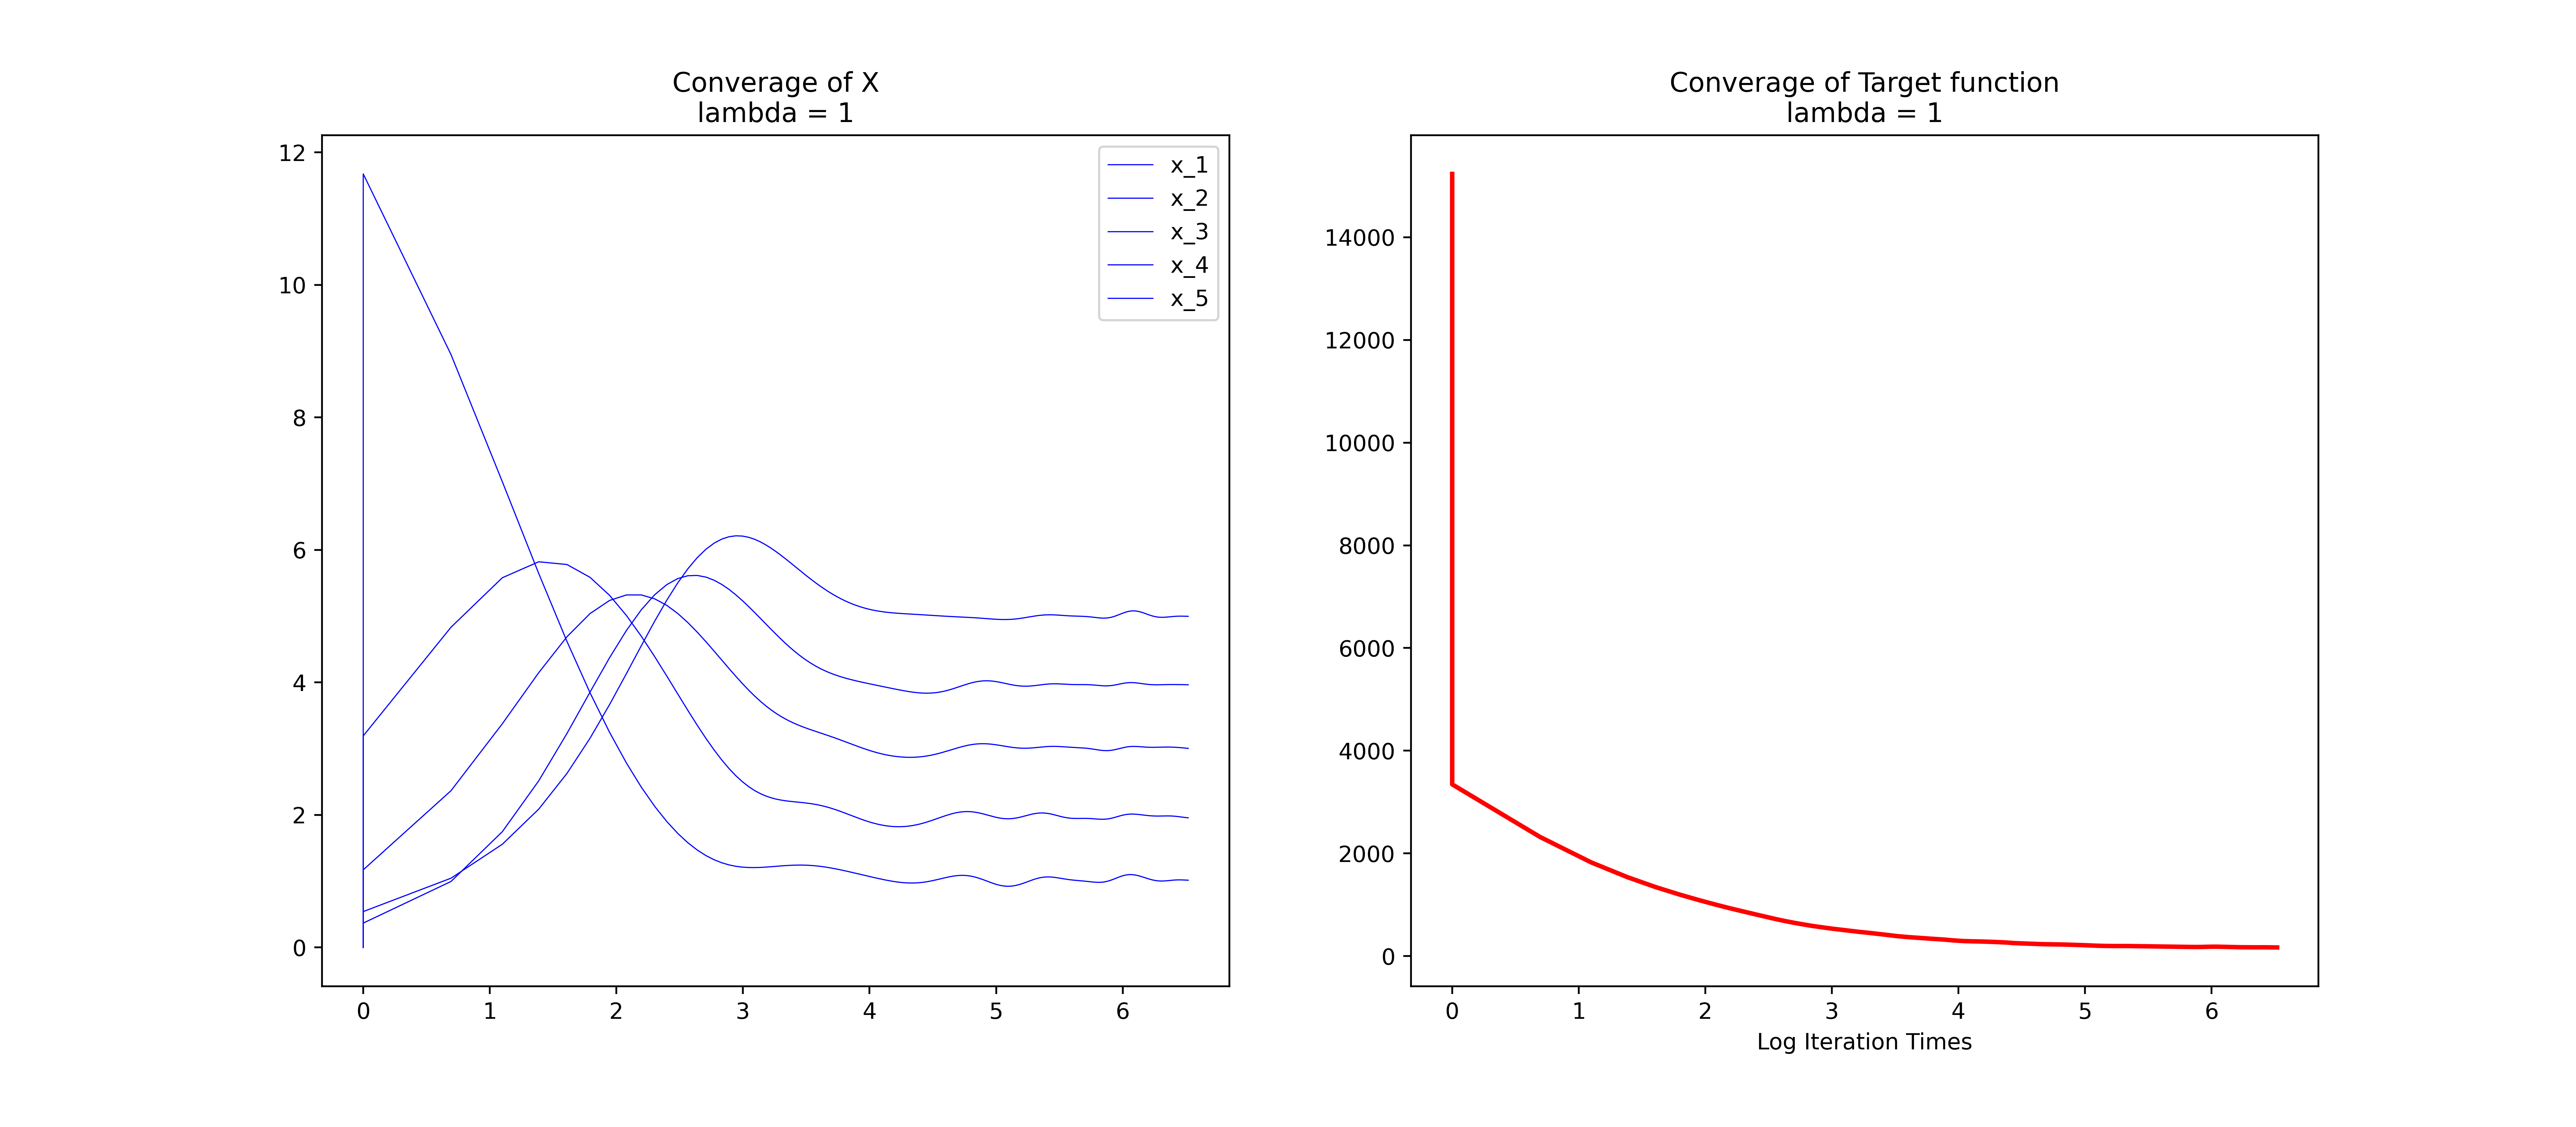 Converage of X
lambda = 1
12
10
8
6
4
2
0
0 1 2 3 4 5 6
x_1
x_2
x_3
x_4
x_5
Converage of Target function
lambda = 1
14000
12000
10000
8000
6000
4000
2000
0
0 1 2 3 4 5 6
Log Iteration Times